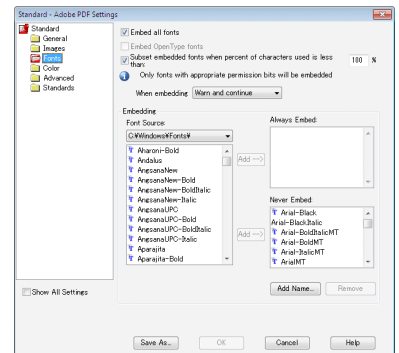 Standard - Adobe PDF Settings
Standard
General
Images
Fonts
Color
Advanced
Standards
Show All Settings
Embed all fonts
Embed OpenType fonts
Subset embedded fonts when percent of characters used is less than:
100 %
Only fonts with appropriate permission bits will be embedded
When embedding Warn and continue
Embedding
Font Source:
C:¥Windows¥Fonts¥
Aharoni-Bold
Andalus
AngsanaNew
AngsanaNew-Bold
AngsanaNew-BoldItalic
AngsanaNew-Italic
AngsanaUPC
AngsanaUPC-Bold
AngsanaUPC-BoldItalic
AngsanaUPC-Italic
Aparajita
Aparajita-Bold
Add -->
Add -->
Always Embed:
Never Embed:
Arial-Black
Arial-BlackItalic
Arial-BoldItalicMT
Arial-BoldMT
Arial-ItalicMT
ArialMT
Add Name... Remove
Save As... OK Cancel Help